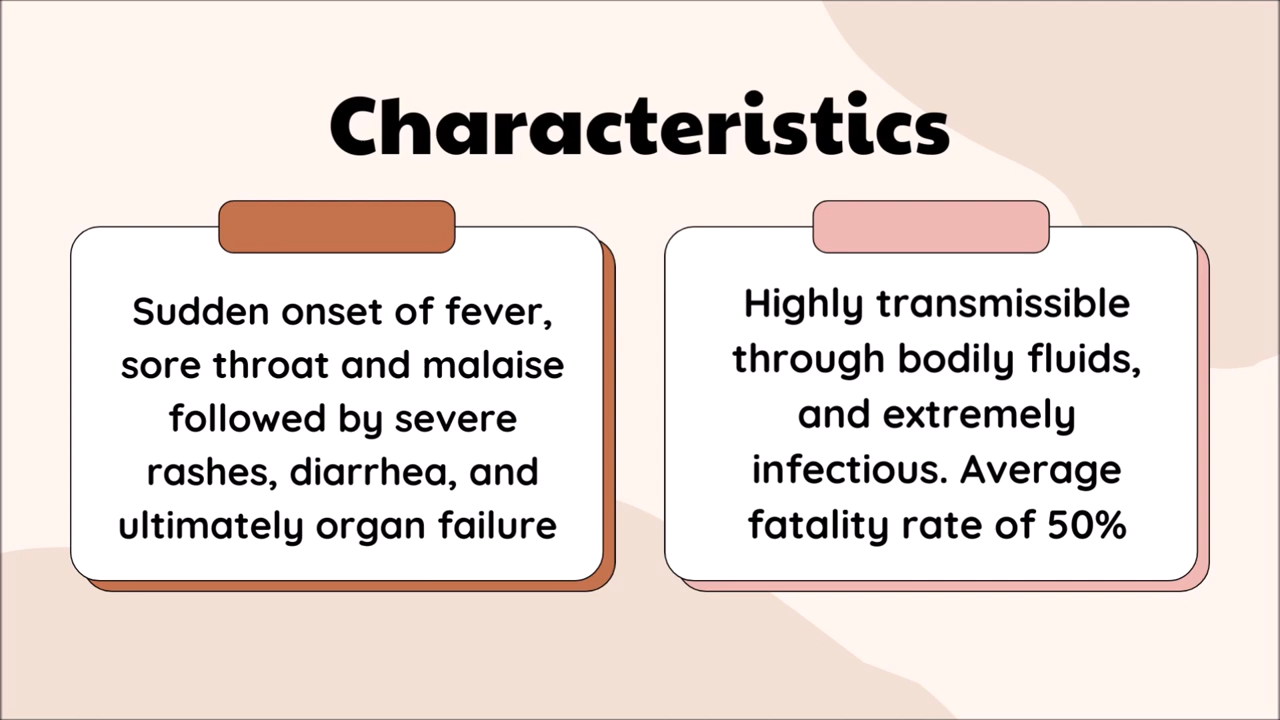 Characteristics
Sudden onset of fever,
sore throat and malaise
followed by severe
rashes, diarrhea, and
ultimately organ failure
Highly transmissible
through bodily fluids,
and extremely
infectious. Average
fatality rate of 50%